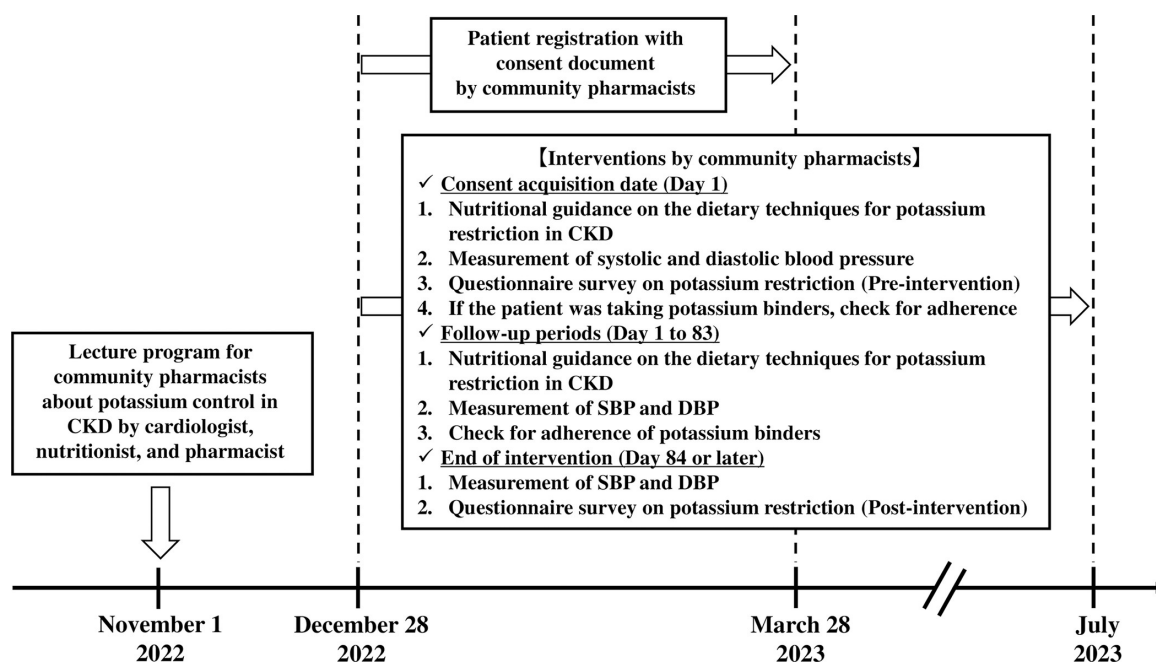 Patient registration with
consent document
by community pharmacists
【Interventions by community pharmacists】
✓ Consent acquisition date (Day 1)
1. Nutritional guidance on the dietary techniques for potassium
restriction in CKD
2. Measurement of systolic and diastolic blood pressure
3. Questionnaire survey on potassium restriction (Pre-intervention)
4. If the patient was taking potassium binders, check for adherence
✓ Follow-up periods (Day 1 to 83)
1. Nutritional guidance on the dietary techniques for potassium
restriction in CKD
2. Measurement of SBP and DBP
3. Check for adherence of potassium binders
✓ End of intervention (Day 84 or later)
1. Measurement of SBP and DBP
2. Questionnaire survey on potassium restriction (Post-intervention)
Lecture program for
community pharmacists
about potassium control in
CKD by cardiologist,
nutritionist, and pharmacist
November 1
2022
December 28
2022
March 28
2023
July
2023